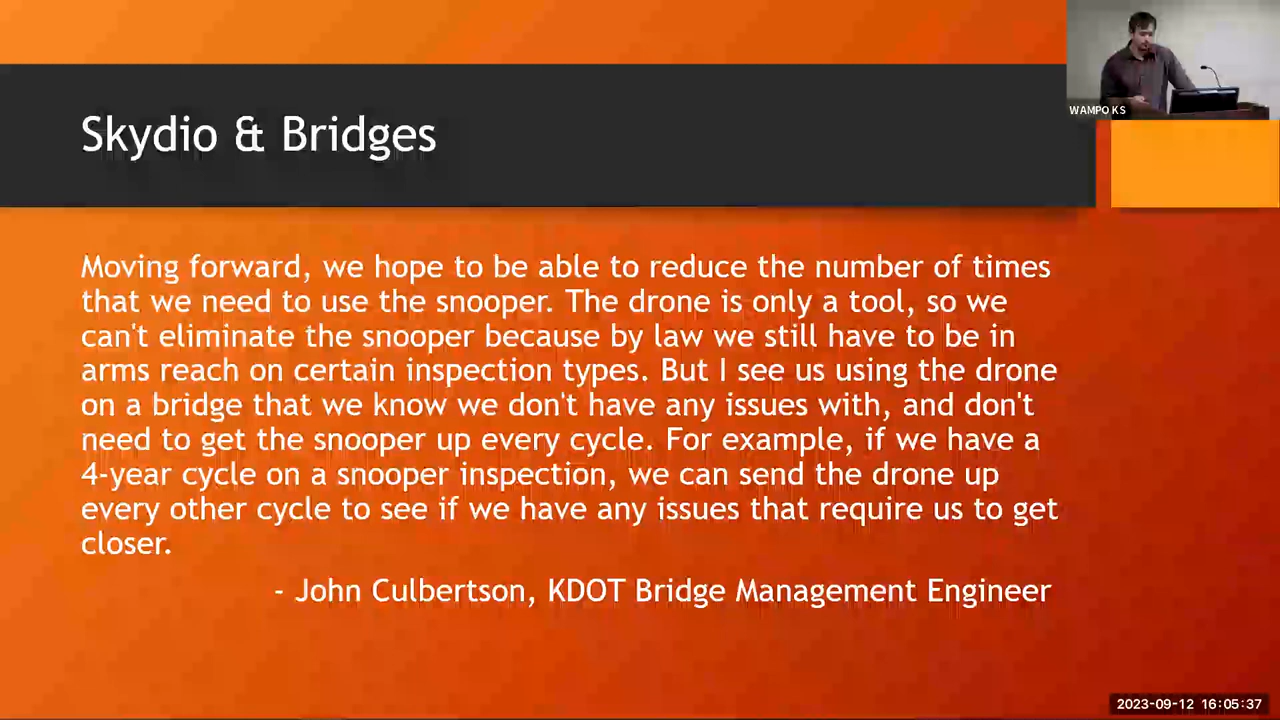 WAMPO KS
Skydio & Bridges
Moving forward, we hope to be able to reduce the number of times
that we need to use the snooper. The drone is only a tool, so we
can't eliminate the snooper because by law we still have to be in
arms reach on certain inspection types. But I see us using the drone
on a bridge that we know we don't have any issues with, and don't
need to get the snooper up every cycle. For example, if we have a
4-year cycle on a snooper inspection, we can send the drone up
every other cycle to see if we have any issues that require us to get
closer.
- John Culbertson, KDOT Bridge Management Engineer
2023-09-12 16:05:37